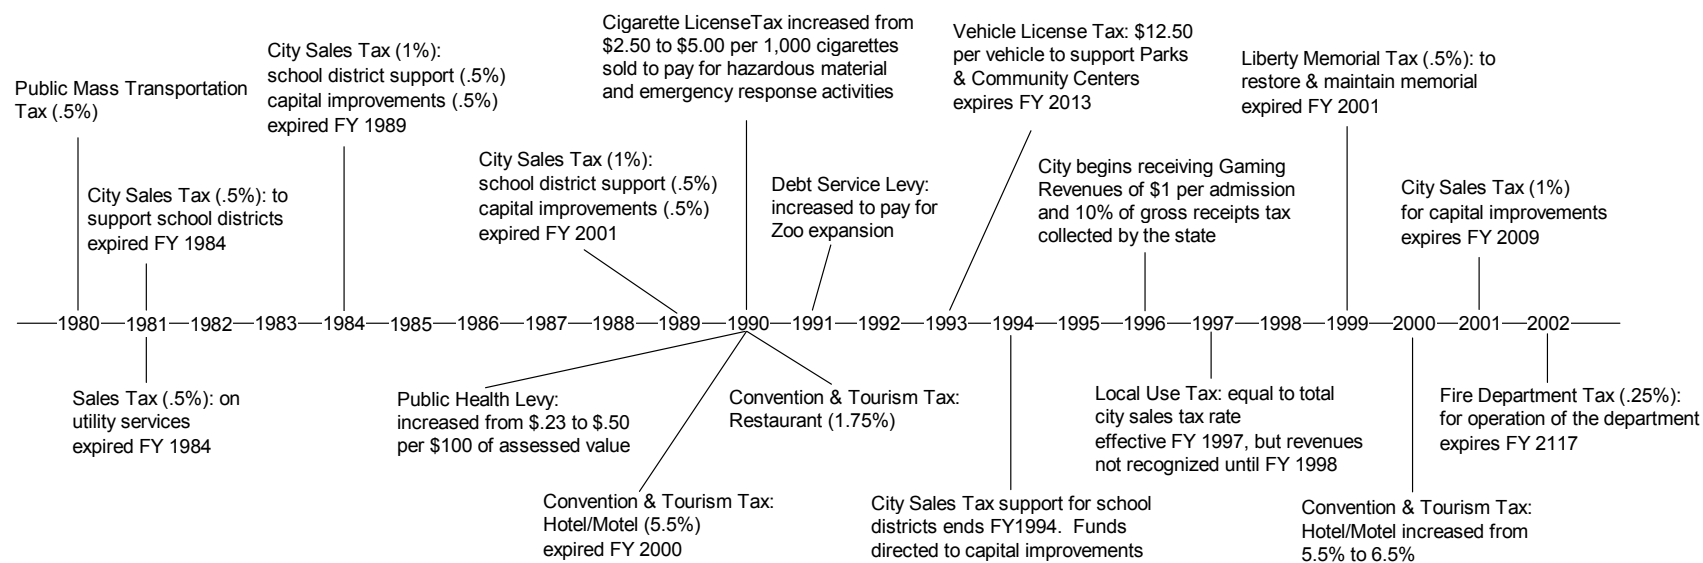 Public Mass Transportation
Tax (.5%)
City Sales Tax (.5%): to
support school districts
expired FY 1984
City Sales Tax (1%):
school district support (.5%)
capital improvements (.5%)
expired FY 1989
City Sales Tax (1%):
school district support (.5%)
capital improvements (.5%)
expired FY 2001
Cigarette LicenseTax increased from
$2.50 to $5.00 per 1,000 cigarettes
sold to pay for hazardous material
and emergency response activities
Debt Service Levy:
increased to pay for
Zoo expansion
Vehicle License Tax: $12.50
per vehicle to support Parks
& Community Centers
expires FY 2013
City begins receiving Gaming
Revenues of $1 per admission
and 10% of gross receipts tax
collected by the state
Liberty Memorial Tax (.5%): to
restore & maintain memorial
expired FY 2001
City Sales Tax (1%)
for capital improvements
expires FY 2009
1980 1981 1982 1983 1984 1985 1986 1987 1988 1989 1990 1991 1992 1993 1994 1995 1996 1997 1998 1999 2000 2001 2002
Sales Tax (.5%): on
utility services
expired FY 1984
Public Health Levy:
increased from $.23 to $.50
per $100 of assessed value
Convention & Tourism Tax:
Hotel/Motel (5.5%)
expired FY 2000
Convention & Tourism Tax:
Restaurant (1.75%)
City Sales Tax support for school
districts ends FY1994.  Funds
directed to capital improvements
Local Use Tax: equal to total
city sales tax rate
effective FY 1997, but revenues
not recognized until FY 1998
Convention & Tourism Tax:
Hotel/Motel increased from
5.5% to 6.5%
Fire Department Tax (.25%):
for operation of the department
expires FY 2117